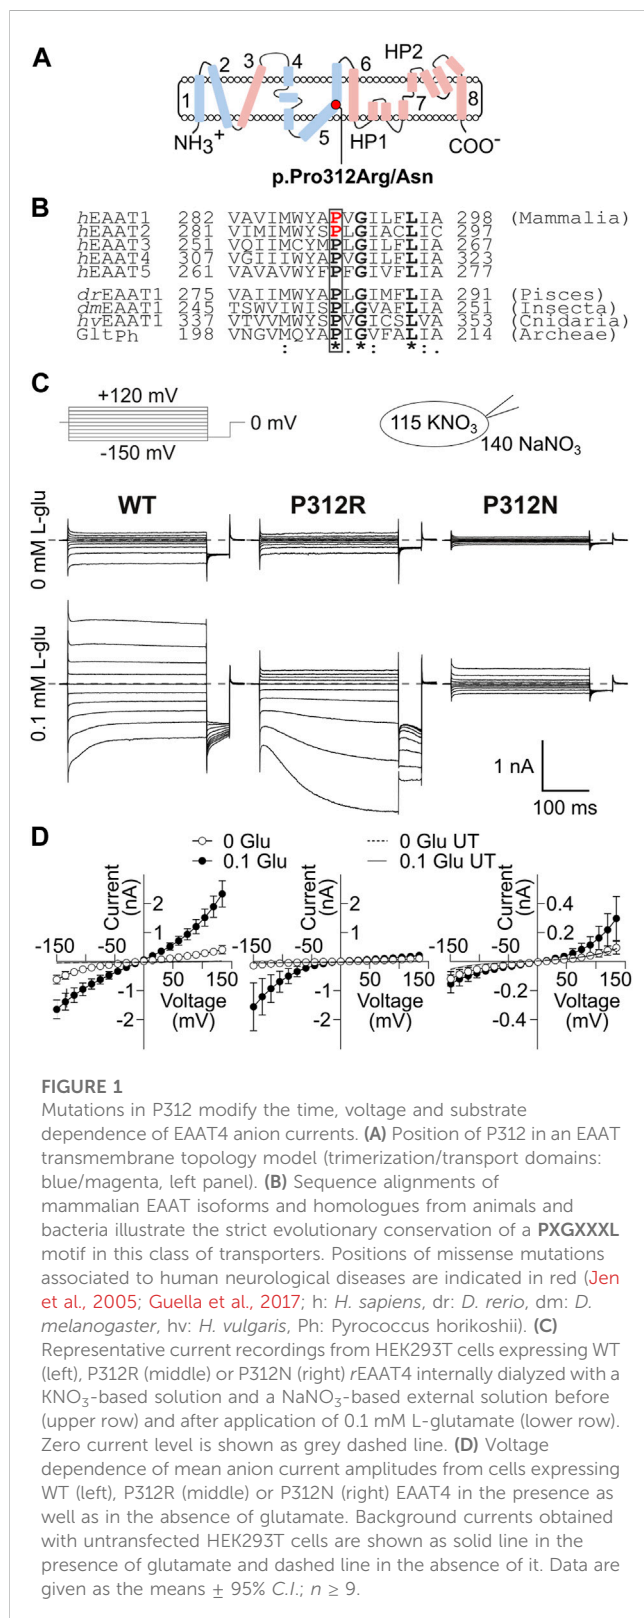 A
1
2
3
4
5
6
HP2
7
8
NH3+
HP1
COO-
p.Pro312Arg/Asn
B
hEAAT1 282 VAVIMWYAPVGILFLIA 298 (Mammalia)
hEAAT2 281 VIMIMWYSPLGIACLIC 297
hEAAT3 251 VQIIMCYMPLGILFLIA 267
hEAAT4 307 VGIIIWYAPVGILFLIA 323
hEAAT5 261 VAVAVWYFPFGIVFLIA 277
drEAAT1 275 VAIIMWYAPLGIMFLIA 291 (Pisces)
dmEAAT1 245 TSWVIWISPLGVAFLIA 251 (Insecta)
hvEAAT1 337 VTVVMWYSPIGICSLVA 353 (Cnidaria)
GltPh 198 VNGVMQYAPIGVFALIA 214 (Archeae)
: *.:* *:.
C
+120 mV
-150 mV
0 mV
115 KNO3
140 NaNO3
WT P312R P312N
0 mM L-glu
0.1 mM L-glu
1 nA
100 ms
D
0 Glu
0.1 Glu
0 Glu UT
0.1 Glu UT
Current (nA)
2
1
-150 -50
50 150
-1
-2
Voltage (mV)
Current (nA)
2
1
-150 -50
50 150
-1
-2
Voltage (mV)
Current (nA)
0.4
0.2
-150 -50
50 150
-0.2
-0.4
Voltage (mV)
FIGURE 1
Mutations in P312 modify the time, voltage and substrate
dependence of EAAT4 anion currents. (A) Position of P312 in an EAAT
transmembrane topology model (trimerization/transport domains:
blue/magenta, left panel). (B) Sequence alignments of
mammalian EAAT isoforms and homologues from animals and
bacteria illustrate the strict evolutionary conservation of a PXGXXXL
motif in this class of transporters. Positions of missense mutations
associated to human neurological diseases are indicated in red (Jen
et al., 2005; Guella et al., 2017; h: H. sapiens, dr: D. rerio, dm: D.
melanogaster, hv: H. vulgaris, Ph: Pyrococcus horikoshii). (C)
Representative current recordings from HEK293T cells expressing WT
(left), P312R (middle) or P312N (right) rEAAT4 internally dialyzed with a
KNO3-based solution and a NaNO3-based external solution before
(upper row) and after application of 0.1 mM L-glutamate (lower row).
Zero current level is shown as grey dashed line. (D) Voltage
dependence of mean anion current amplitudes from cells expressing
WT (left), P312R (middle) or P312N (right) EAAT4 in the presence as
well as in the absence of glutamate. Background currents obtained
with untransfected HEK293T cells are shown as solid line in the
presence of glutamate and dashed line in the absence of it. Data are
given as the means ± 95% C.I.; n ≥ 9.